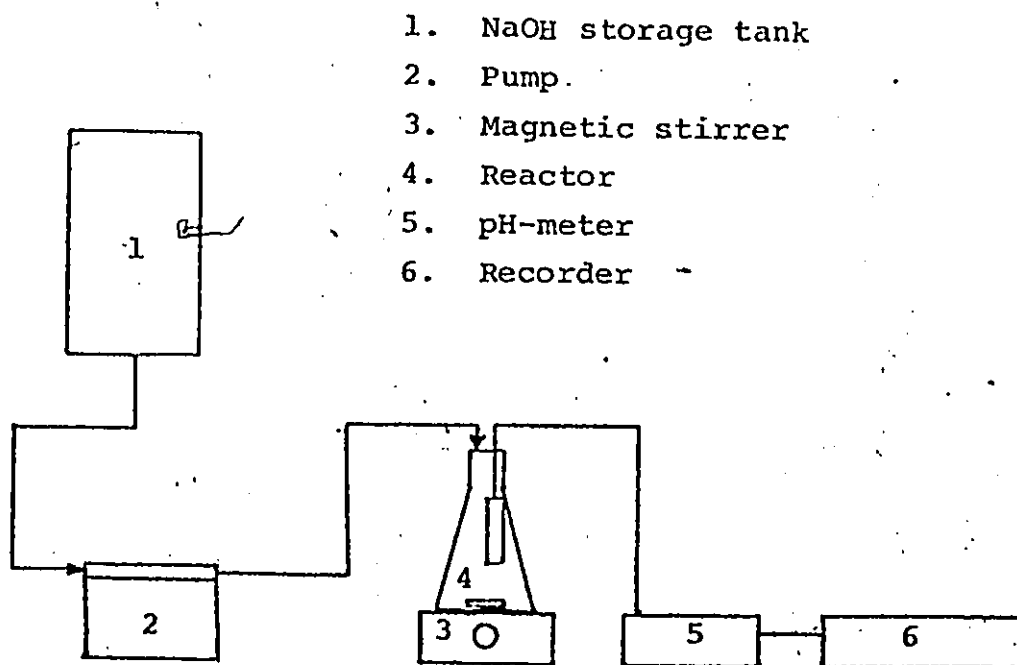 1. NaOH storage tank
2. Pump.
3. Magnetic stirrer
4. Reactor
5. pH-meter
6. Recorder
1
2
3
4
5
6